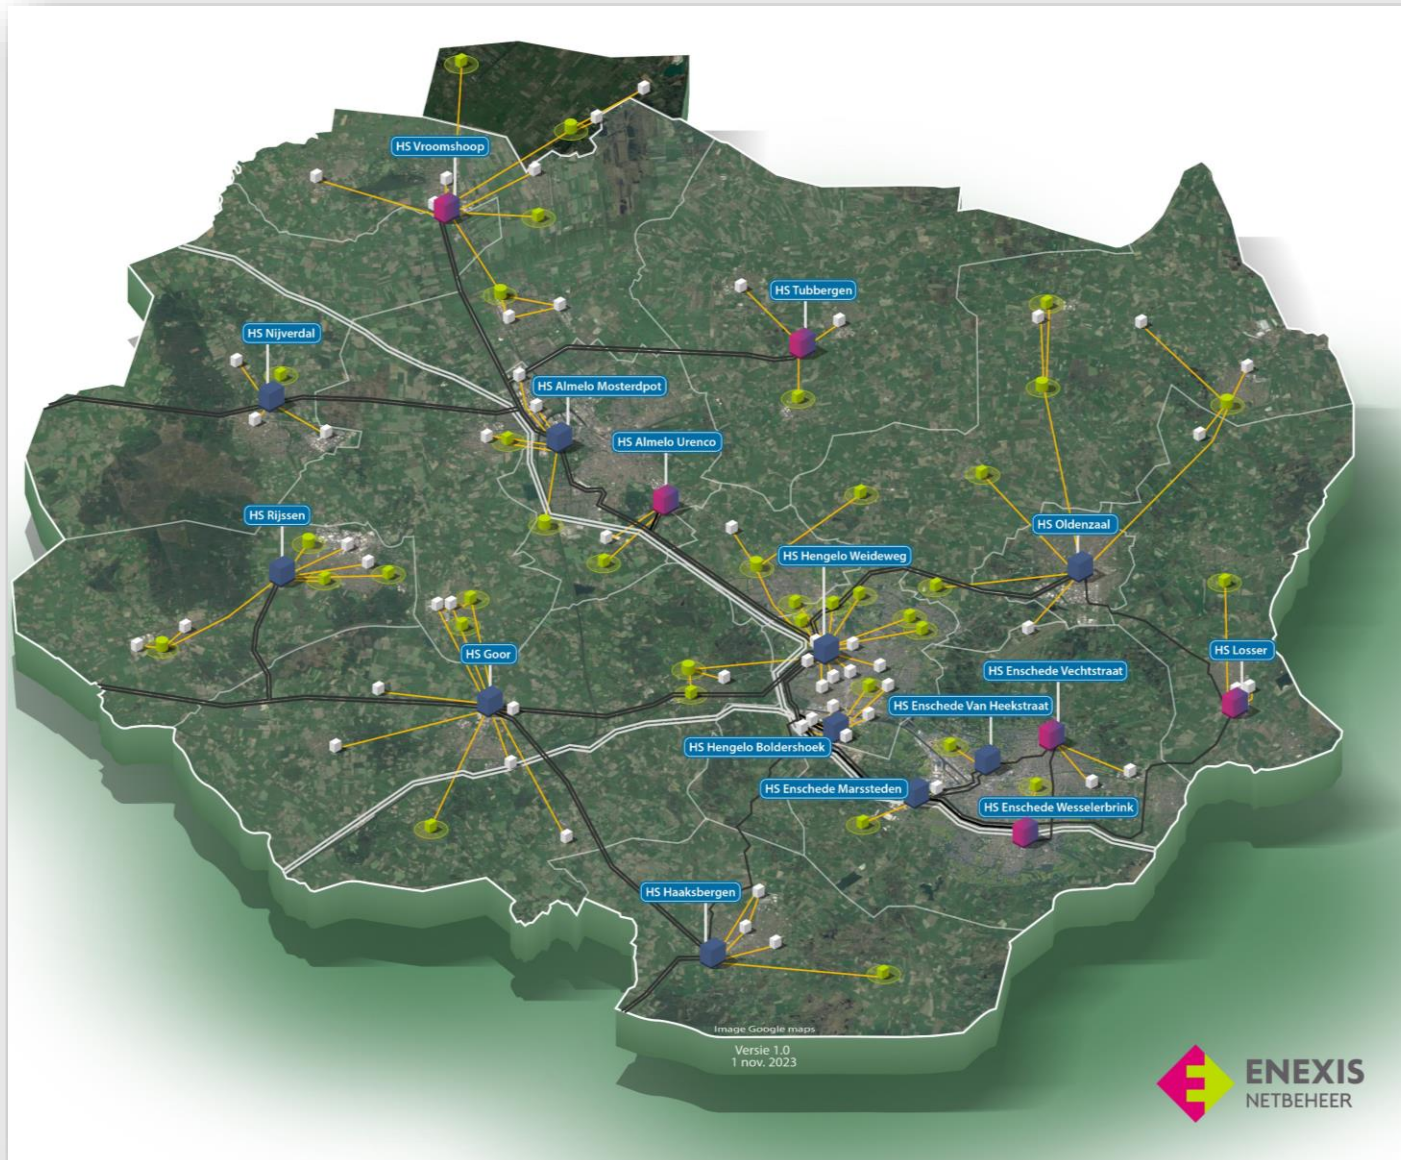 HS Vroomshoop
HS Tubbergen
HS Nijverdal
HS Almelo Mosterdpot
HS Almelo Urenco
HS Rijssen
HS Oldenzaal
HS Hengelo Weideweg
HS Goor
HS Losser
HS Enschede Vechtstraat
HS Enschede Van Heekstraat
HS Hengelo Boldershoek
HS Enschede Marssteden
HS Enschede Wesselerbrink
HS Haaksbergen
Image Google maps
Versie 1.0
1 nov. 2023
ENEXIS
NETBEHEER